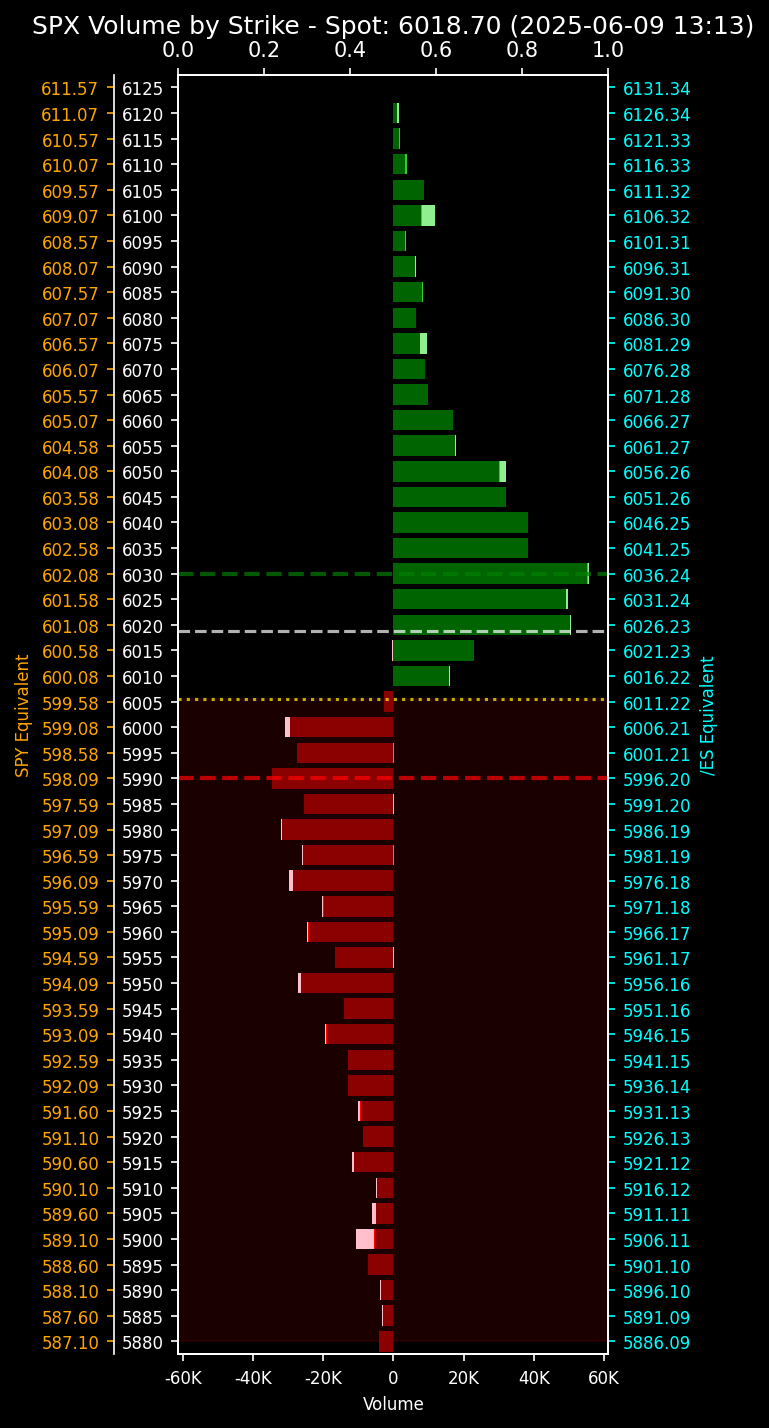 SPX Volume by Strike - Spot: 6018.70 (2025-06-09 13:13)
0.0 0.2 0.4 0.6 0.8 1.0
611.57 6125 6131.34
611.07 6120 6126.34
610.57 6115 6121.33
610.07 6110 6116.33
609.57 6105 6111.32
609.07 6100 6106.32
608.57 6095 6101.31
608.07 6090 6096.31
607.57 6085 6091.30
607.07 6080 6086.30
606.57 6075 6081.29
606.07 6070 6076.28
605.57 6065 6071.28
605.07 6060 6066.27
604.58 6055 6061.27
604.08 6050 6056.26
603.58 6045 6051.26
603.08 6040 6046.25
602.58 6035 6041.25
602.08 6030 6036.24
601.58 6025 6031.24
601.08 6020 6026.23
600.58 6015 6021.23
600.08 6010 6016.22
599.58 6005 6011.22
599.08 6000 6006.21
598.58 5995 6001.21
598.09 5990 5996.20
597.59 5985 5991.20
597.09 5980 5986.19
596.59 5975 5981.19
596.09 5970 5976.18
595.59 5965 5971.18
595.09 5960 5966.17
594.59 5955 5961.17
594.09 5950 5956.16
593.59 5945 5951.16
593.09 5940 5946.15
592.59 5935 5941.15
592.09 5930 5936.14
591.60 5925 5931.13
591.10 5920 5926.13
590.60 5915 5921.12
590.10 5910 5916.12
589.60 5905 5911.11
589.10 5900 5906.11
588.60 5895 5901.10
588.10 5890 5896.10
587.60 5885 5891.09
587.10 5880 5886.09
SPY Equivalent
/ES Equivalent
-60K -40K -20K 0 20K 40K 60K
Volume